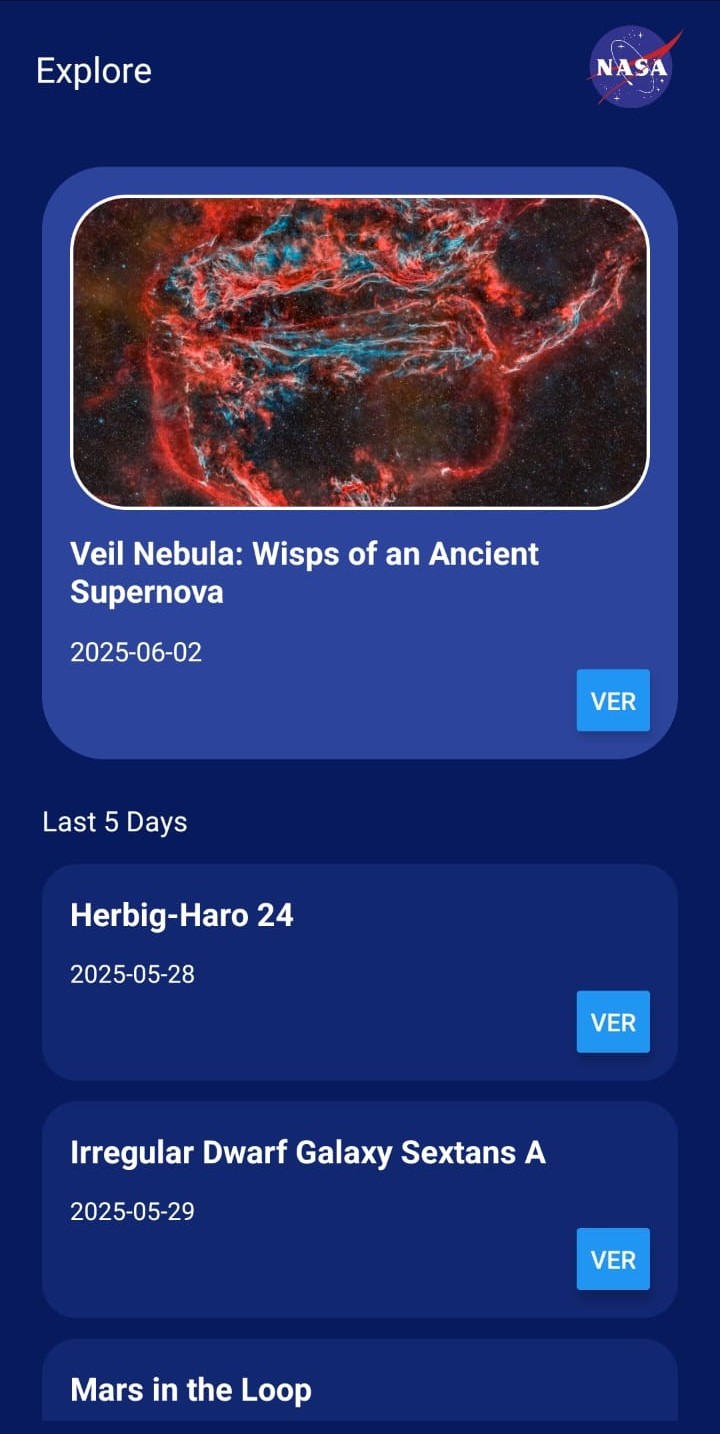 Explore
NASA
Veil Nebula: Wisps of an Ancient
Supernova
2025-06-02
VER
Last 5 Days
Herbig-Haro 24
2025-05-28
VER
Irregular Dwarf Galaxy Sextans A
2025-05-29
VER
Mars in the Loop